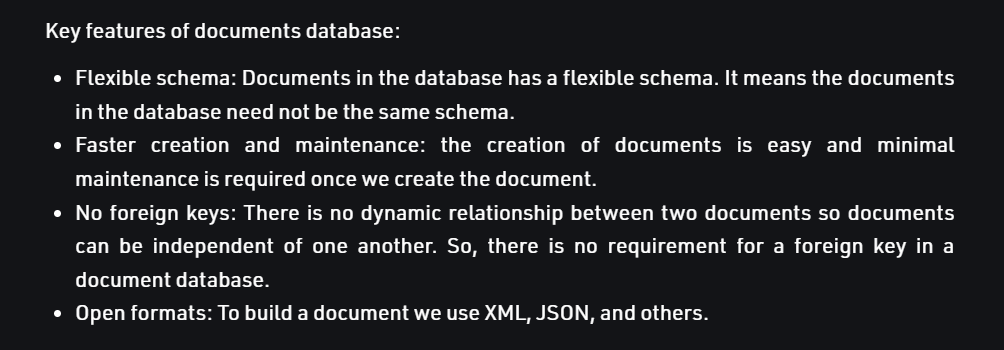 Key features of documents database:
• Flexible schema: Documents in the database has a flexible schema. It means the documents
in the database need not be the same schema.
• Faster creation and maintenance: the creation of documents is easy and minimal
maintenance is required once we create the document.
• No foreign keys: There is no dynamic relationship between two documents so documents
can be independent of one another. So, there is no requirement for a foreign key in a
document database.
• Open formats: To build a document we use XML, JSON, and others.